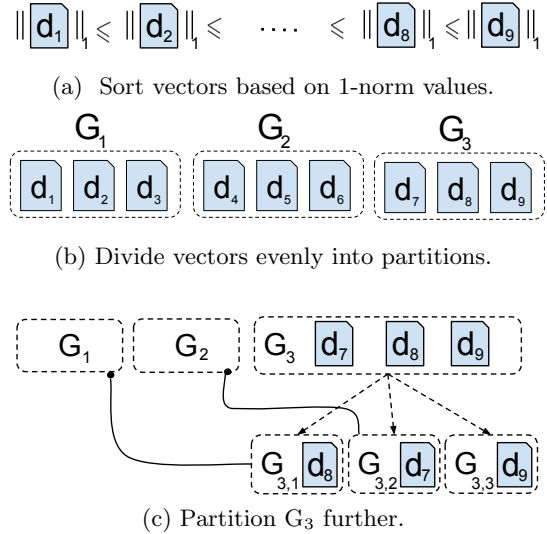 ||d₁||₁ ⩽ ||d₂||₁ ⩽ ···· ⩽ ||d₈||₁ ⩽ ||d₉||₁
(a) Sort vectors based on 1-norm values.
G₁ G₂ G₃
d₁ d₂ d₃ d₄ d₅ d₆ d₇ d₈ d₉
(b) Divide vectors evenly into partitions.
G₁ G₂ G₃ d₇ d₈ d₉
G₃,₁ d₈ G₃,₂ d₇ G₃,₃ d₉
(c) Partition G₃ further.